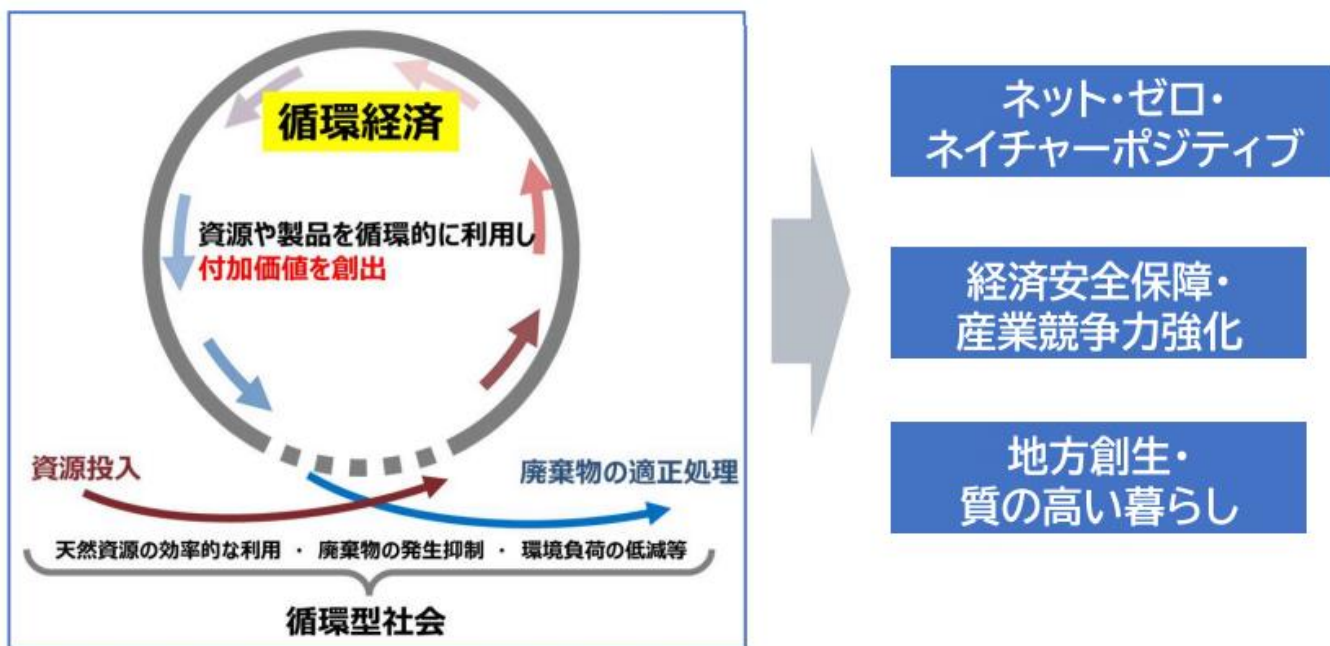 循環経済
資源や製品を循環的に利用し
付加価値を創出
資源投入
廃棄物の適正処理
天然資源の効率的な利用 ・ 廃棄物の発生抑制 ・ 環境負荷の低減等
循環型社会
ネット・ゼロ・
ネイチャーポジティブ
経済安全保障・
産業競争力強化
地方創生・
質の高い暮らし